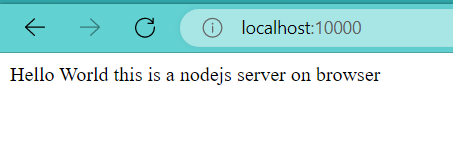 localhost:10000
Hello World this is a nodejs server on browser